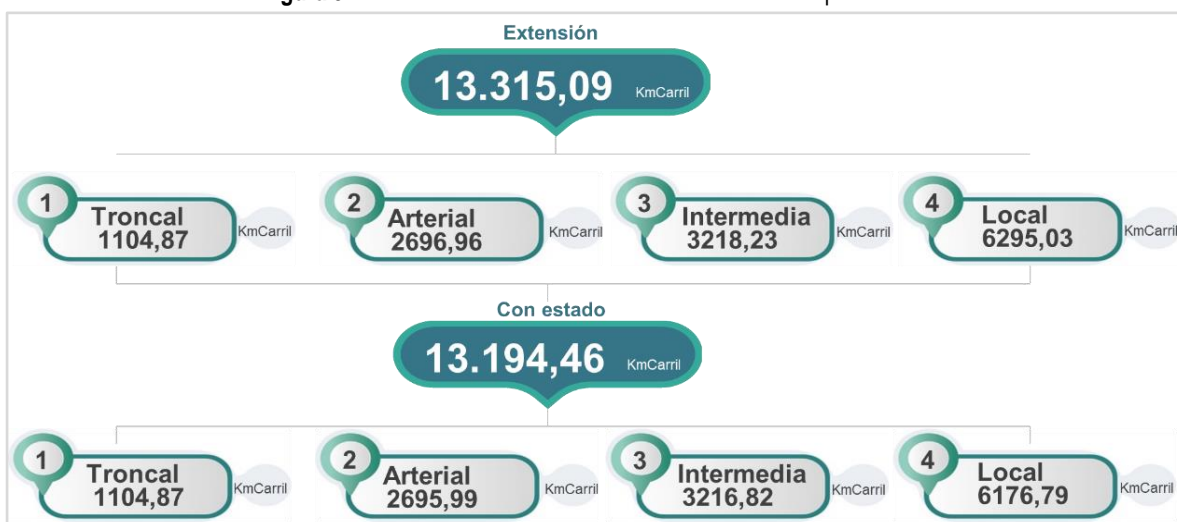 Extensión
13.315,09 KmCarril
1 Troncal
1104,87 KmCarril
2 Arterial
2696,96 KmCarril
3 Intermedia
3218,23 KmCarril
4 Local
6295,03 KmCarril
Con estado
13.194,46 KmCarril
1 Troncal
1104,87 KmCarril
2 Arterial
2695,99 KmCarril
3 Intermedia
3216,82 KmCarril
4 Local
6176,79 KmCarril